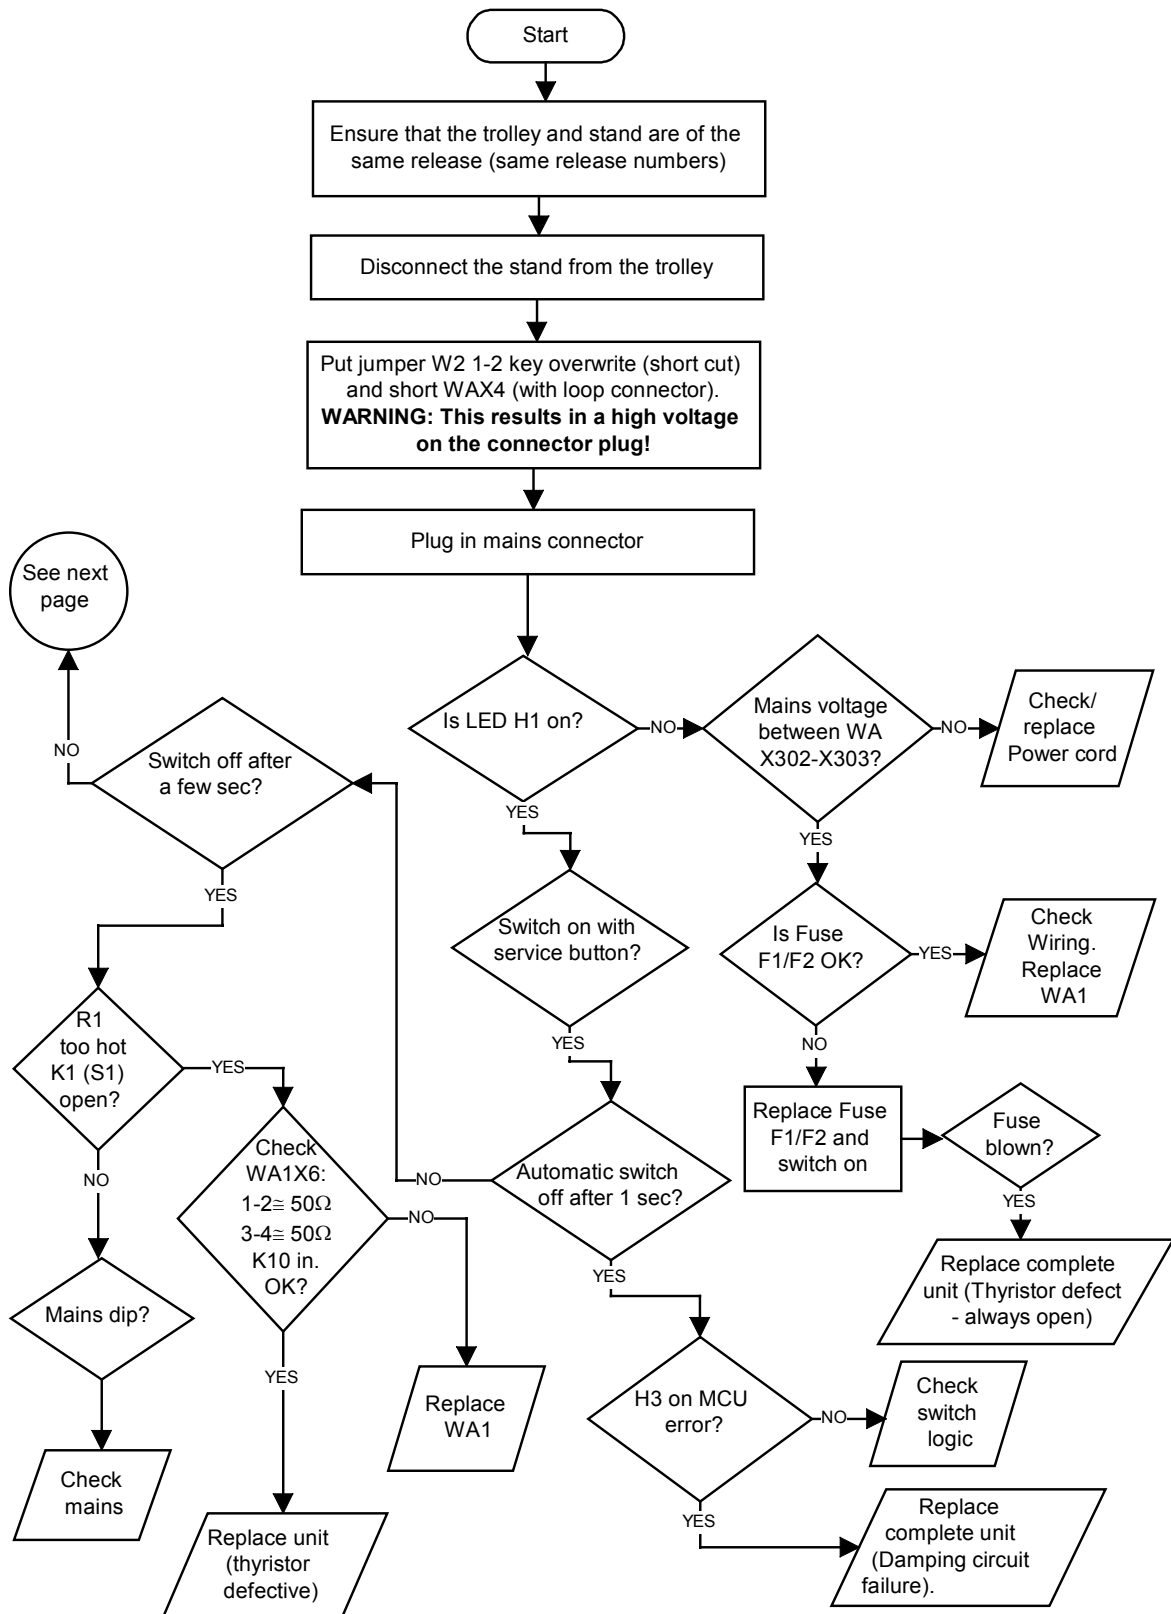 Start
Ensure that the trolley and stand are of the
same release (same release numbers)
Disconnect the stand from the trolley
Put jumper W2 1-2 key overwrite (short cut)
and short WAX4 (with loop connector).
WARNING: This results in a high voltage
on the connector plug!
Plug in mains connector
See next
page
Is LED H1 on?
NO
Mains voltage
between WA
X302-X303?
NO
Check/
replace
Power cord
NO
Switch off after
a few sec?
YES
YES
YES
Switch on with
service button?
Is Fuse
F1/F2 OK?
YES
Check
Wiring.
Replace
WA1
YES
NO
R1
too hot
K1 (S1)
open?
YES
Replace Fuse
F1/F2 and
switch on
Fuse
blown?
YES
Check
WA1X6:
1-2≅ 50Ω
3-4≅ 50Ω
K10 in.
OK?
NO
NO
Automatic switch
off after 1 sec?
NO
YES
Replace complete
unit (Thyristor defect
- always open)
Mains dip?
YES
Replace
WA1
H3 on MCU
error?
NO
Check
switch
logic
Check
mains
YES
Replace unit
(thyristor
defective)
Replace
complete unit
(Damping circuit
failure).